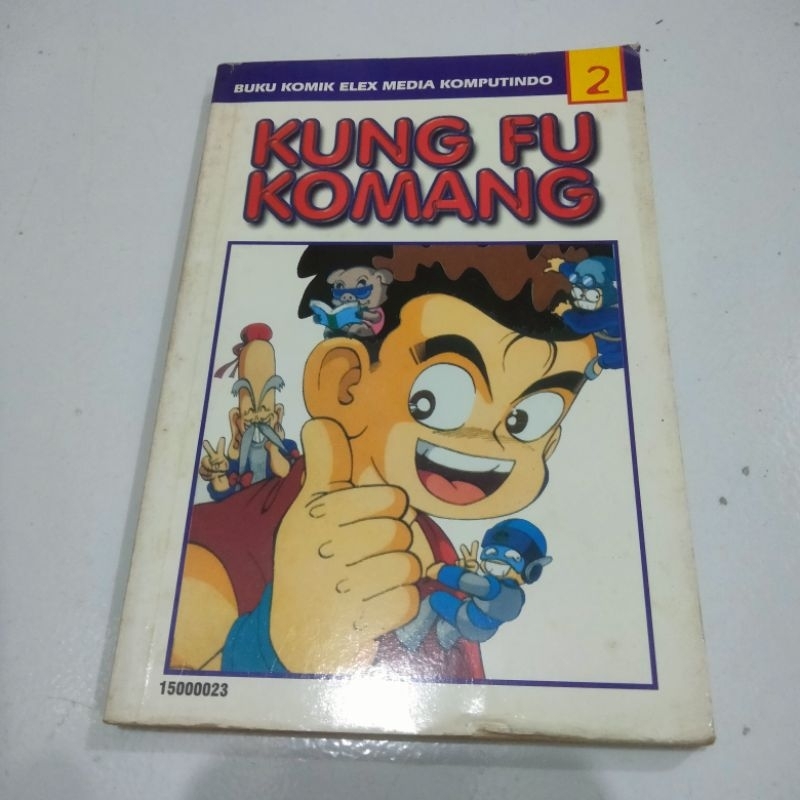 BUKU KOMIK ELEX MEDIA KOMPUTINDO
2
KUNG FU
KOMANG
15000023